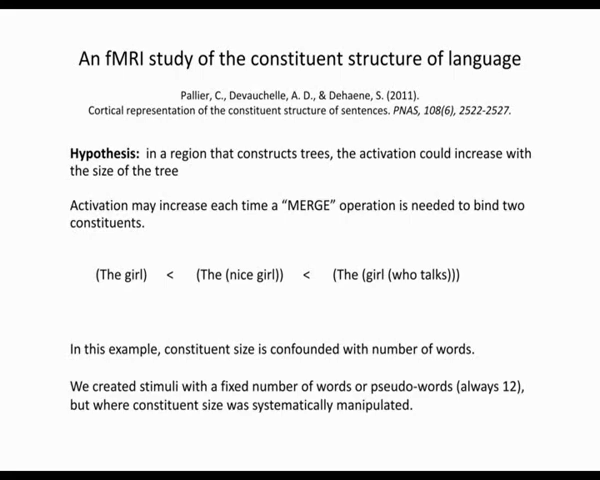 An fMRI study of the constituent structure of language
Pallier, C., Devauchelle, A. D., & Dehaene, S. (2011).
Cortical representation of the constituent structure of sentences. PNAS, 108(6), 2522-2527.
Hypothesis: in a region that constructs trees, the activation could increase with
the size of the tree
Activation may increase each time a “MERGE” operation is needed to bind two
constituents.
(The girl) < (The (nice girl)) < (The (girl (who talks)))
In this example, constituent size is confounded with number of words.
We created stimuli with a fixed number of words or pseudo-words (always 12),
but where constituent size was systematically manipulated.